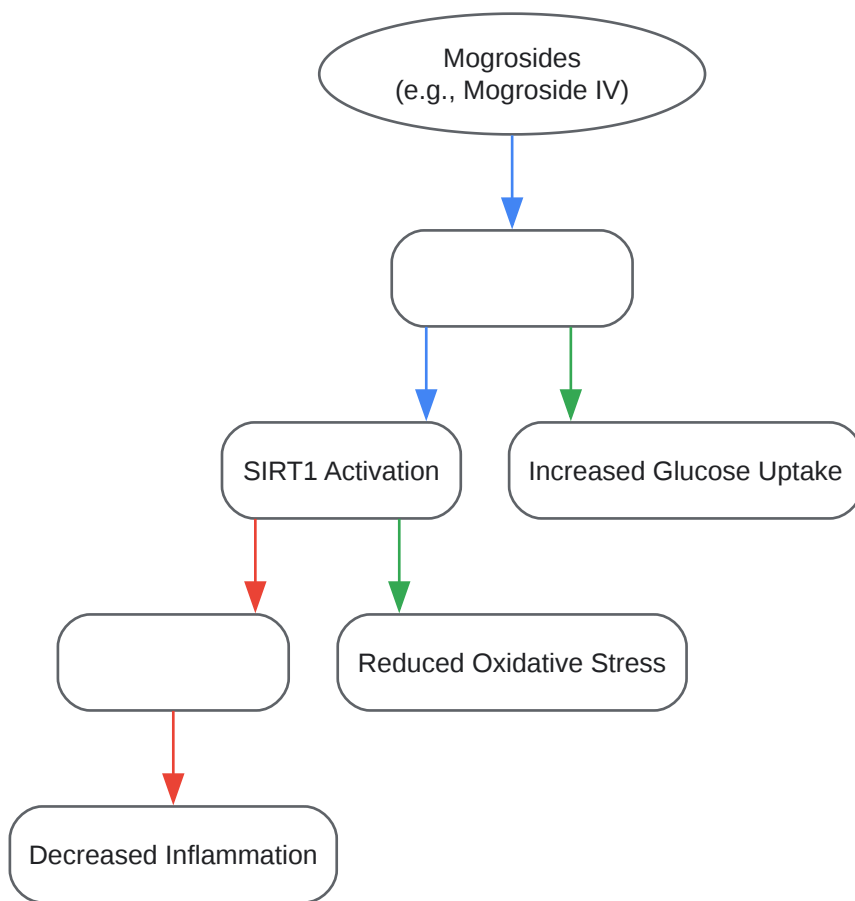 Mogrosides
(e.g., Mogroside IV)
SIRT1 Activation
Increased Glucose Uptake
Reduced Oxidative Stress
Decreased Inflammation